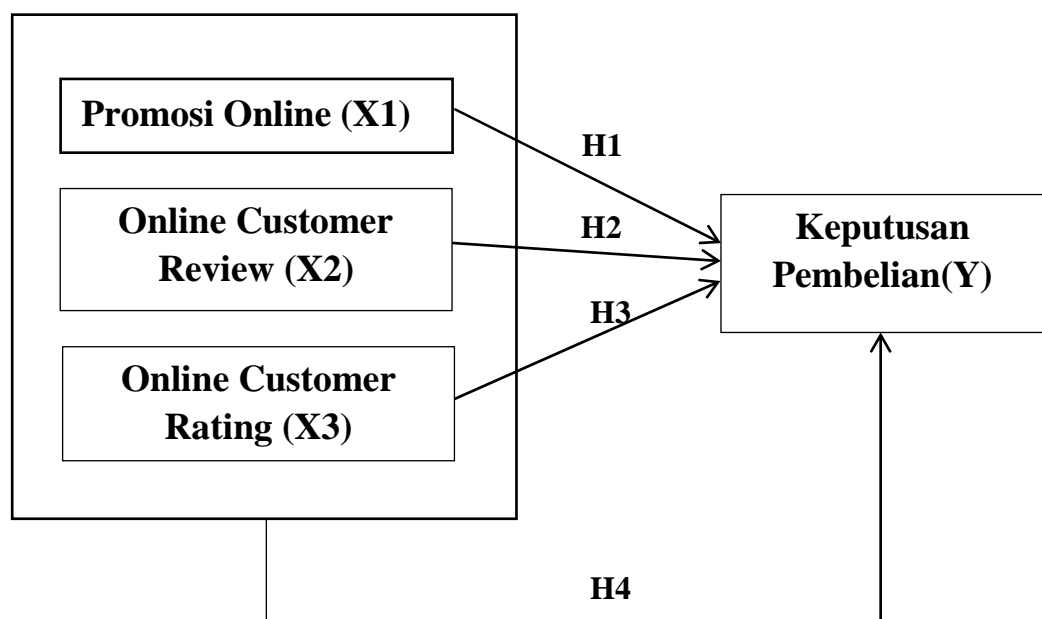 Promosi Online (X1)
H1
Online Customer
Review (X2)
H2
Keputusan
Pembelian(Y)
H3
Online Customer
Rating (X3)
H4